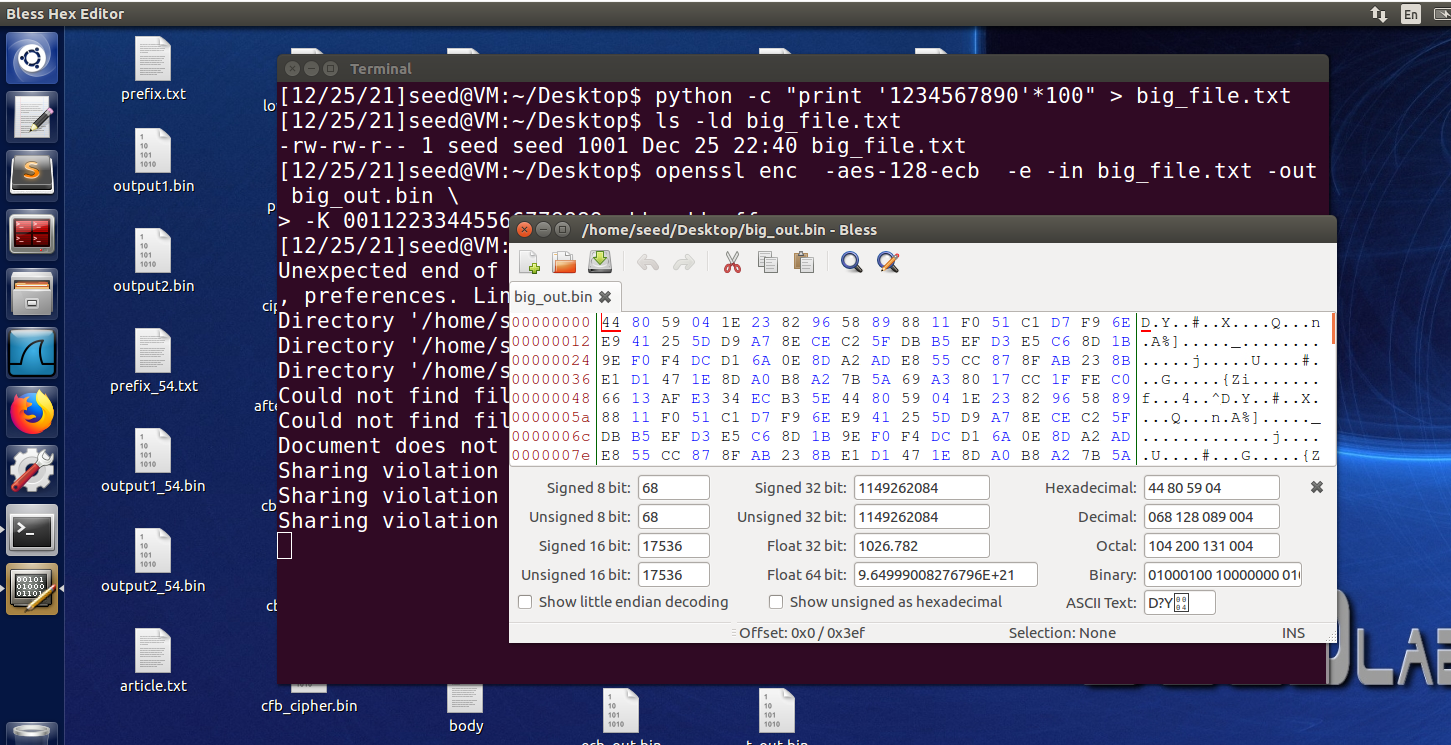 Bless Hex Editor
En
prefix.txt
output1.bin
output2.bin
prefix_54.txt
output1_54.bin
output2_54.bin
article.txt
cfb_cipher.bin
body
Terminal
[12/25/21]seed@VM:~/Desktop$ python -c "print '1234567890'*100" > big_file.txt
[12/25/21]seed@VM:~/Desktop$ ls -ld big_file.txt
-rw-rw-r-- 1 seed seed 1001 Dec 25 22:40 big_file.txt
[12/25/21]seed@VM:~/Desktop$ openssl enc  -aes-128-ecb  -e -in big_file.txt -out
big_out.bin \
> -K
[12/25/21]seed@VM:
Unexpected end of
, preferences. Lin
Directory '/home/s
Directory '/home/s
Directory '/home/s
Could not find fil
Could not find fil
Document does not
Sharing violation
Sharing violation
Sharing violation
/home/seed/Desktop/big_out.bin - Bless
big_out.bin
00000000 44 80 59 04 1E 23 82 96 58 89 88 11 F0 51 C1 D7 F9 6E D.Y..#..X....Q...n
00000012 E9 41 25 5D D9 A7 8E CE C2 5F DB B5 EF D3 E5 C6 8D 1B .A%]....._........
00000024 9E F0 F4 DC D1 6A 0E 8D A2 AD E8 55 CC 87 8F AB 23 8B .....j.....U....#.
00000036 E1 D1 47 1E 8D A0 B8 A2 7B 5A 69 A3 80 17 CC 1F FE C0 ..G.....{Zi.......
00000048 66 13 AF E3 34 EC B3 5E 44 80 59 04 1E 23 82 96 58 89 f...4..^D.Y..#..X.
0000005a 88 11 F0 51 C1 D7 F9 6E E9 41 25 5D D9 A7 8E CE C2 5F ...Q...n.A%]....._
0000006c DB B5 EF D3 E5 C6 8D 1B 9E F0 F4 DC D1 6A 0E 8D A2 AD .............j....
0000007e E8 55 CC 87 8F AB 23 8B E1 D1 47 1E 8D A0 B8 A2 7B 5A .U....#...G.....{Z
Signed 8 bit: 68 Signed 32 bit: 1149262084 Hexadecimal: 44 80 59 04
Unsigned 8 bit: 68 Unsigned 32 bit: 1149262084 Decimal: 068 128 089 004
Signed 16 bit: 17536 Float 32 bit: 1026.782 Octal: 104 200 131 004
Unsigned 16 bit: 17536 Float 64 bit: 9.64999008276796E+21 Binary: 01000100 10000000 01
Show little endian decoding Show unsigned as hexadecimal ASCII Text: D?Y
Offset: 0x0 / 0x3ef Selection: None INS
LAB